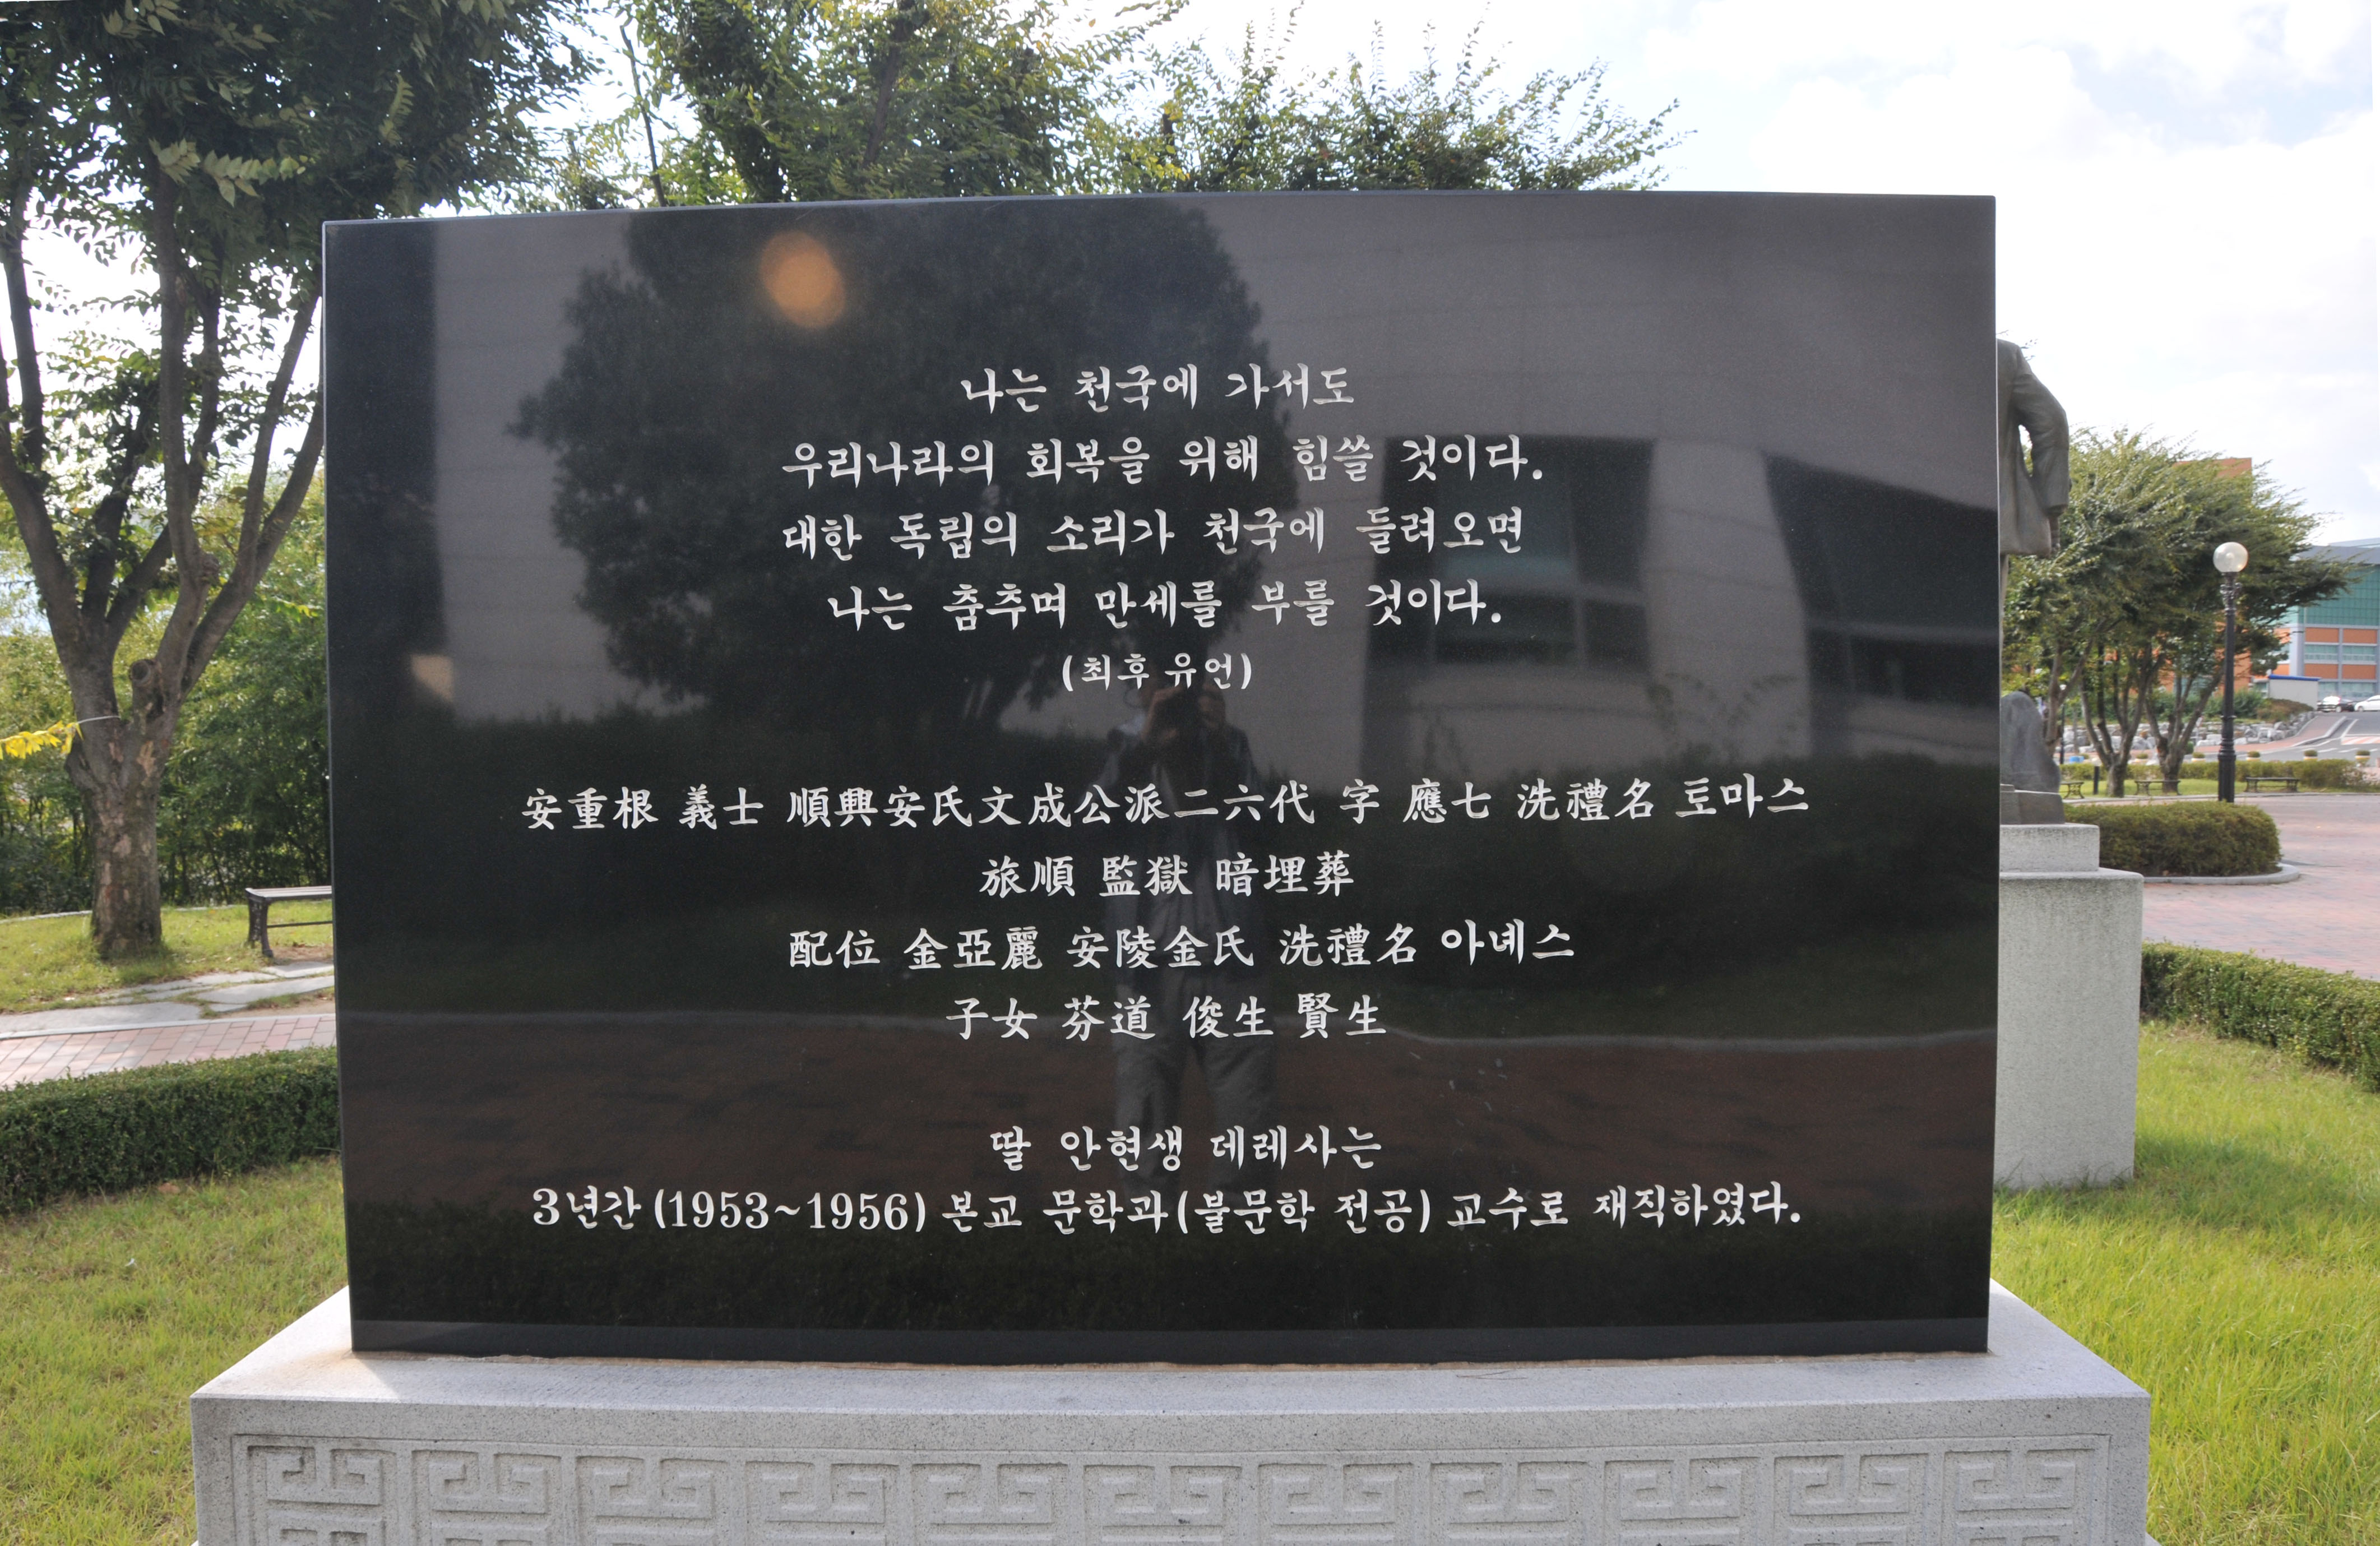 나는 천국에 가서도
우리나라의 회복을 위해 힘쓸 것이다.
대한 독립의 소리가 천국에 들려오면
나는 춤추며 만세를 부를 것이다.
(최후 유언)
安重根 義士 順興安氏文成公派二六代 字 應七 洗禮名 토마스
旅順 監獄 暗埋葬
配位 金亞麗 安陵金氏 洗禮名 아녜스
子女 芬道 俊生 賢生
딸 안현생 데레사는
3년간(1953~1956) 본교 문학과(불문학 전공) 교수로 재직하였다.